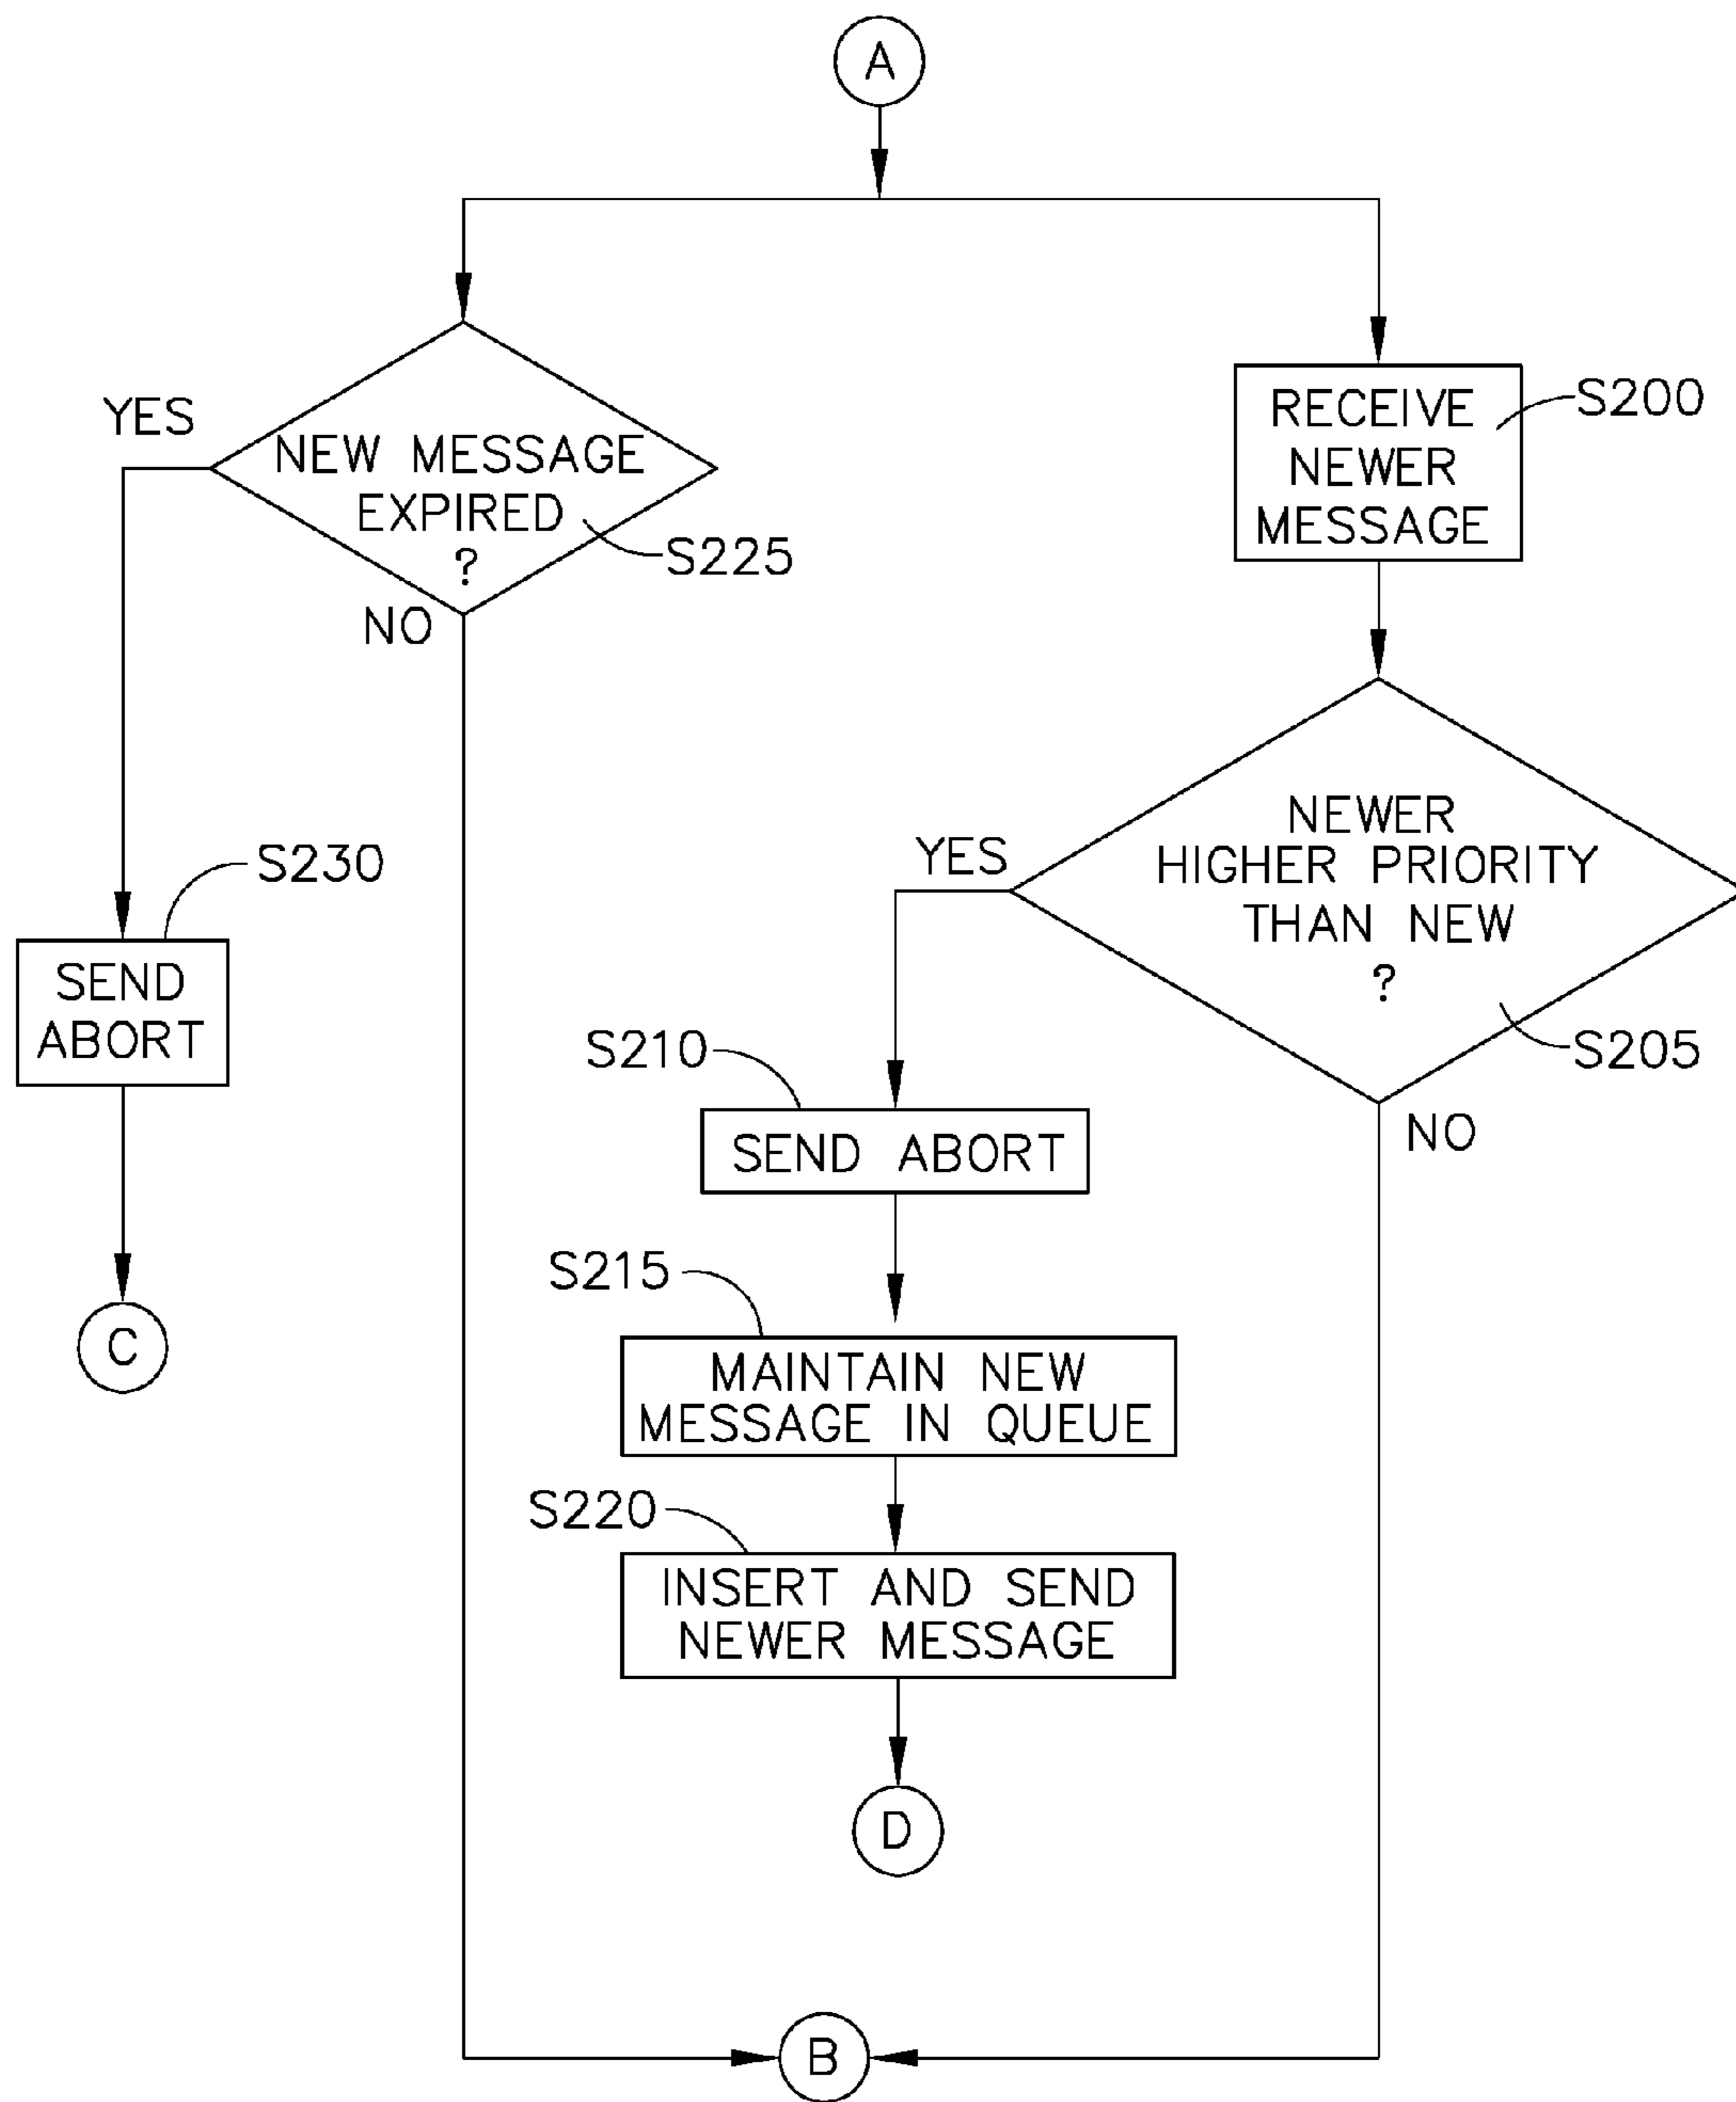 A
YES
NEW MESSAGE
EXPIRED
?
S225
NO
RECEIVE
NEWER
MESSAGE
S200
NEWER
HIGHER PRIORITY
THAN NEW
?
YES
S205
NO
S230
SEND
ABORT
C
S210
SEND ABORT
S215
MAINTAIN NEW
MESSAGE IN QUEUE
S220
INSERT AND SEND
NEWER MESSAGE
D
B